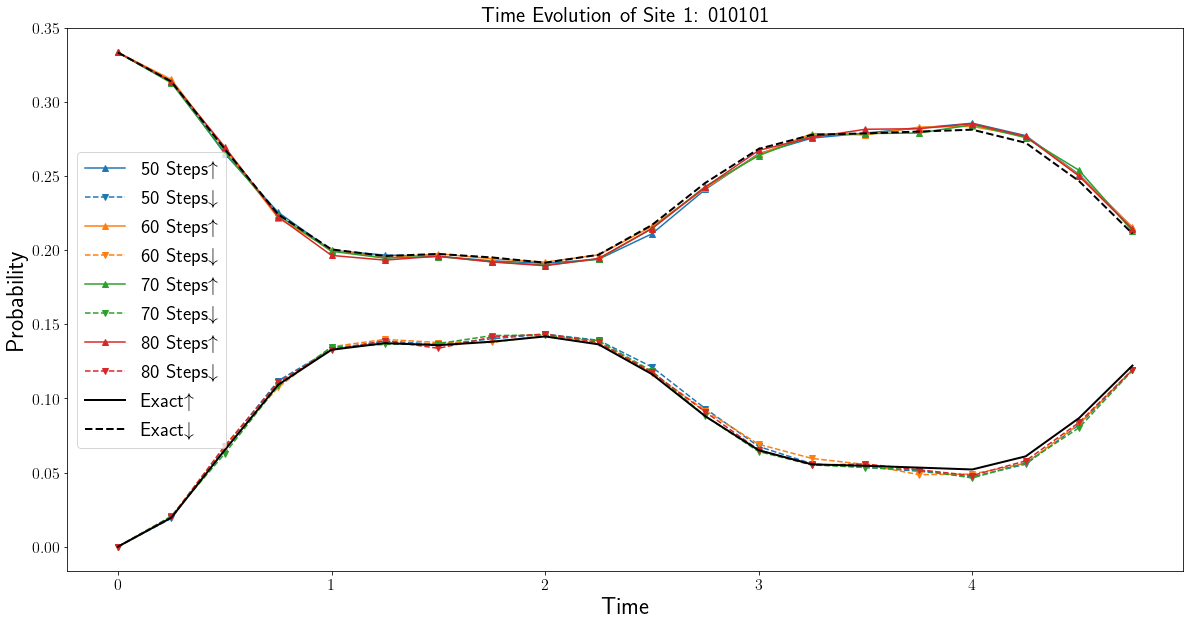 Time Evolution of Site 1: 010101
0.35
0.30
0.25
0.20
0.15
0.10
0.05
0.00
Probability
50 Steps↑
50 Steps↓
60 Steps↑
60 Steps↓
70 Steps↑
70 Steps↓
80 Steps↑
80 Steps↓
Exact↑
Exact↓
0 1 2 3 4
Time